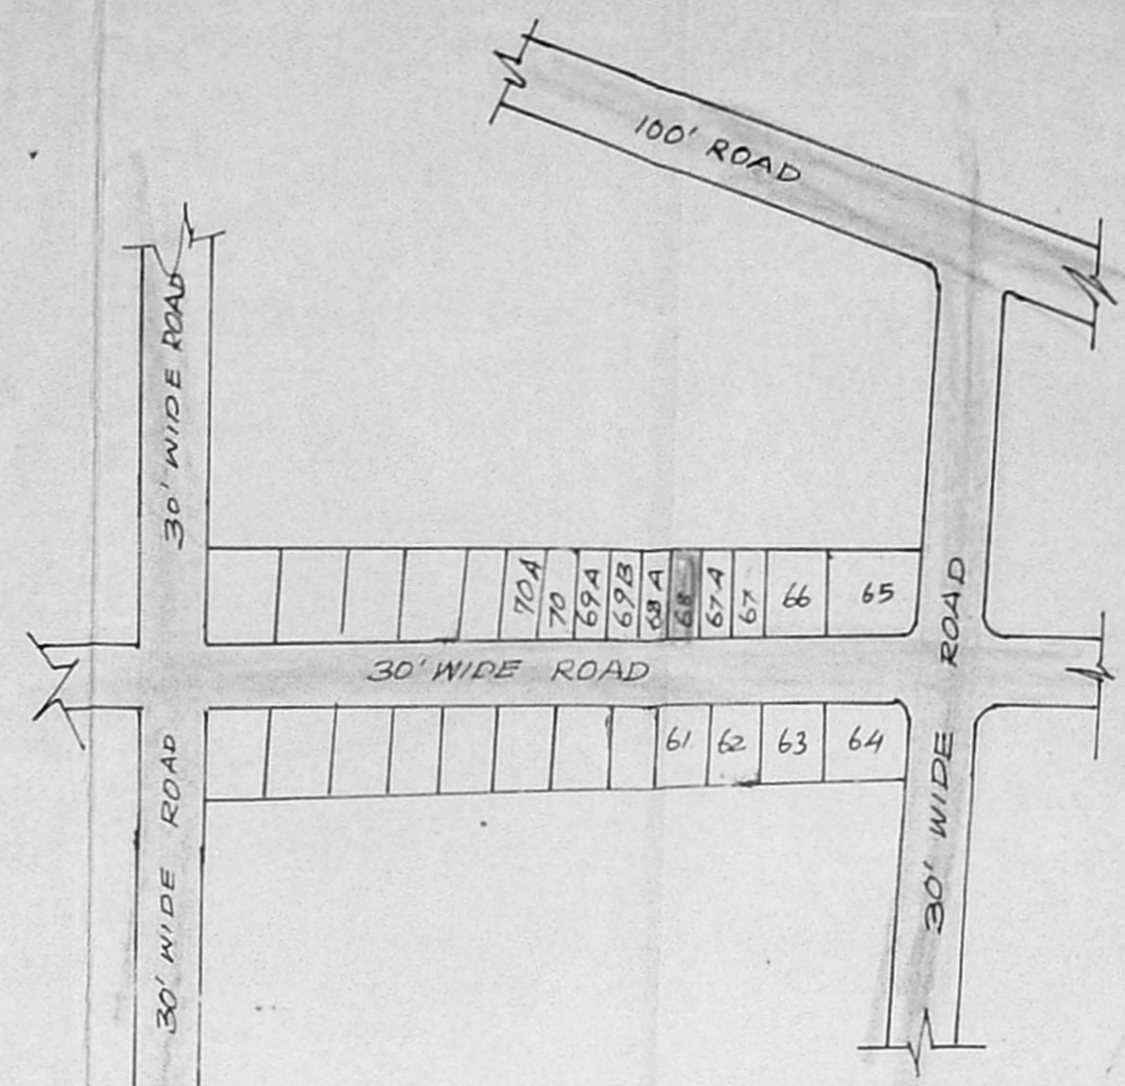 100' ROAD
30' WIDE ROAD
70A
70
69A
69B
68A
68
67A
67
66
65
30' WIDE ROAD
30' WIDE ROAD
61
62
63
64
30' WIDE ROAD